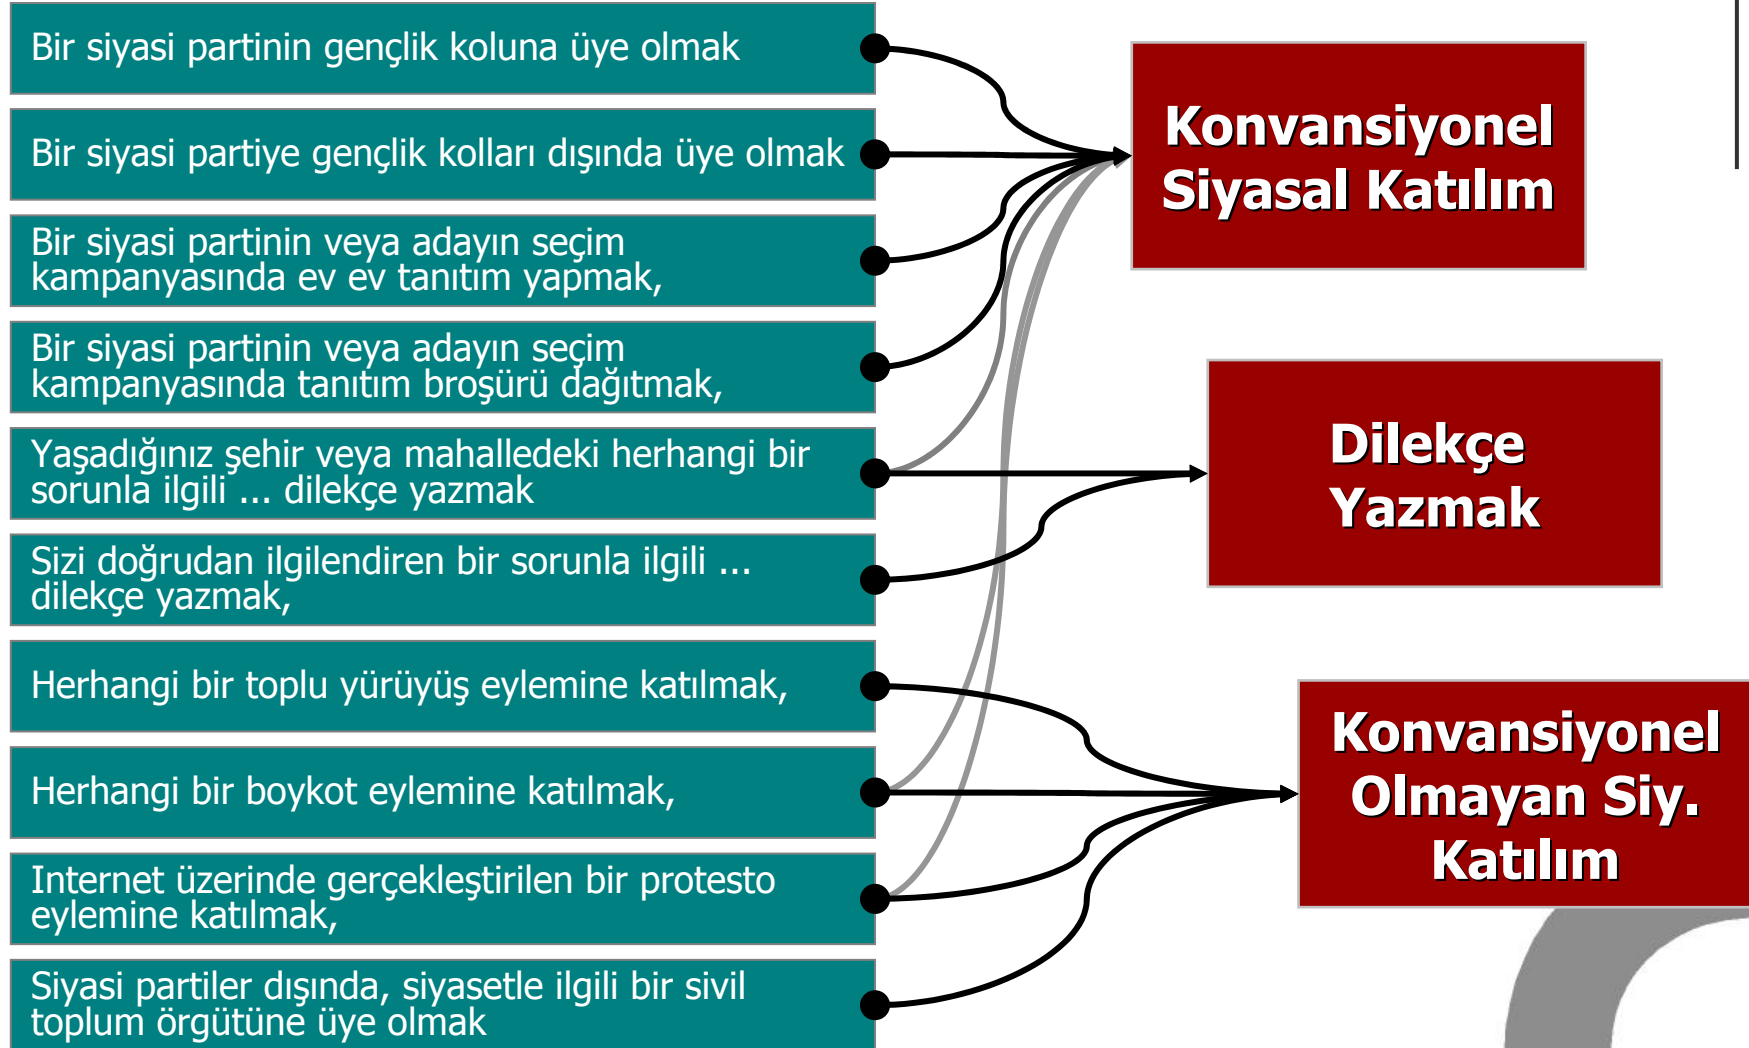 Bir siyasi partinin gençlik koluna üye olmak
Bir siyasi partiye gençlik kolları dışında üye olmak
Bir siyasi partinin veya adayın seçim
kampanyasında ev ev tanıtım yapmak,
Bir siyasi partinin veya adayın seçim
kampanyasında tanıtım broşürü dağıtmak,
Yaşadığınız şehir veya mahalledeki herhangi bir
sorunla ilgili ... dilekçe yazmak
Sizi doğrudan ilgilendiren bir sorunla ilgili ...
dilekçe yazmak,
Herhangi bir toplu yürüyüş eylemine katılmak,
Herhangi bir boykot eylemine katılmak,
Internet üzerinde gerçekleştirilen bir protesto
eylemine katılmak,
Siyasi partiler dışında, siyasetle ilgili bir sivil
toplum örgütüne üye olmak
Konvansiyonel
Siyasal Katılım
Dilekçe
Yazmak
Konvansiyonel
Olmayan Siy.
Katılım